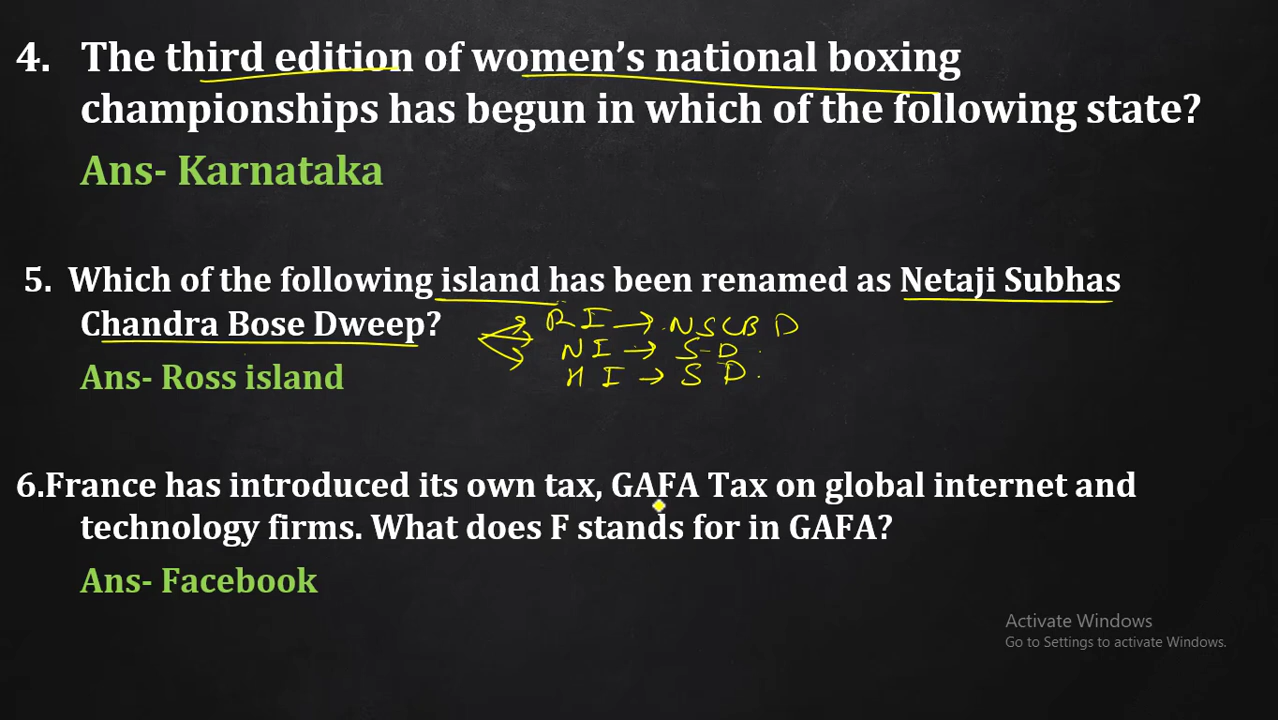 4. The third edition of women's national boxing
championships has begun in which of the following state?
Ans- Karnataka
5. Which of the following island has been renamed as Netaji Subhas
Chandra Bose Dweep?
RI → NSCBD
NI → S-D.
HI → SD.
Ans- Ross island
6.France has introduced its own tax, GAFA Tax on global internet and
technology firms. What does F stands for in GAFA?
Ans- Facebook
Activate Windows
Go to Settings to activate Windows.